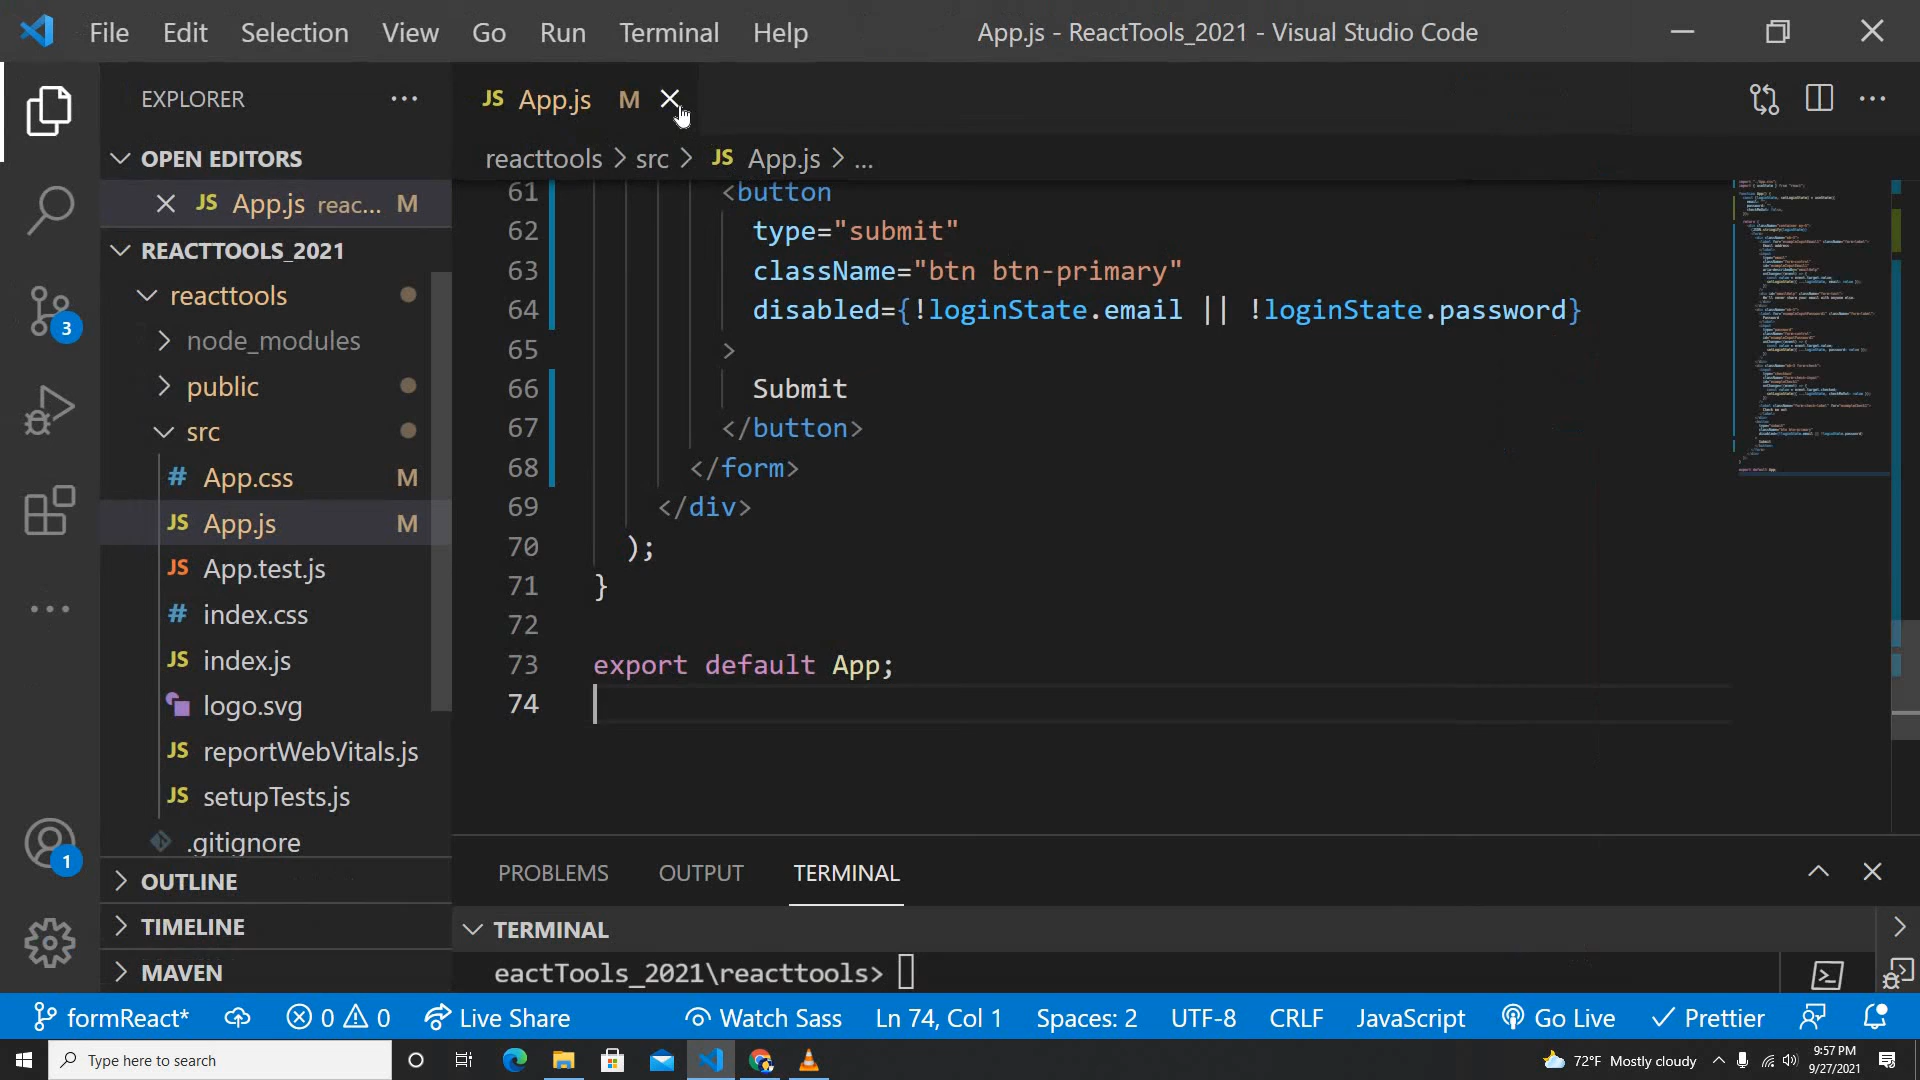 File Edit Selection View Go Run Terminal Help App.js - ReactTools_2021 - Visual Studio Code
EXPLORER
JS App.js M
OPEN EDITORS
JS App.js reac... M
reacttools > src > JS App.js > ...
REACTTOOLS_2021
reacttools
node_modules
public
src
# App.css M
JS App.js M
JS App.test.js
# index.css
JS index.js
logo.svg
JS reportWebVitals.js
JS setupTests.js
.gitignore
OUTLINE
TIMELINE
MAVEN
3
1
61 <button
62 type="submit"
63 className="btn btn-primary"
64 disabled={!loginState.email || !loginState.password}
65 >
66 Submit
67 </button>
68 </form>
69 </div>
70 );
71 }
72
73 export default App;
74
PROBLEMS OUTPUT TERMINAL
TERMINAL
eactTools_2021\reacttools>
formReact* 0 0 Live Share Watch Sass Ln 74, Col 1 Spaces: 2 UTF-8 CRLF JavaScript Go Live Prettier
Type here to search
72°F Mostly cloudy
9:57 PM
9/27/2021